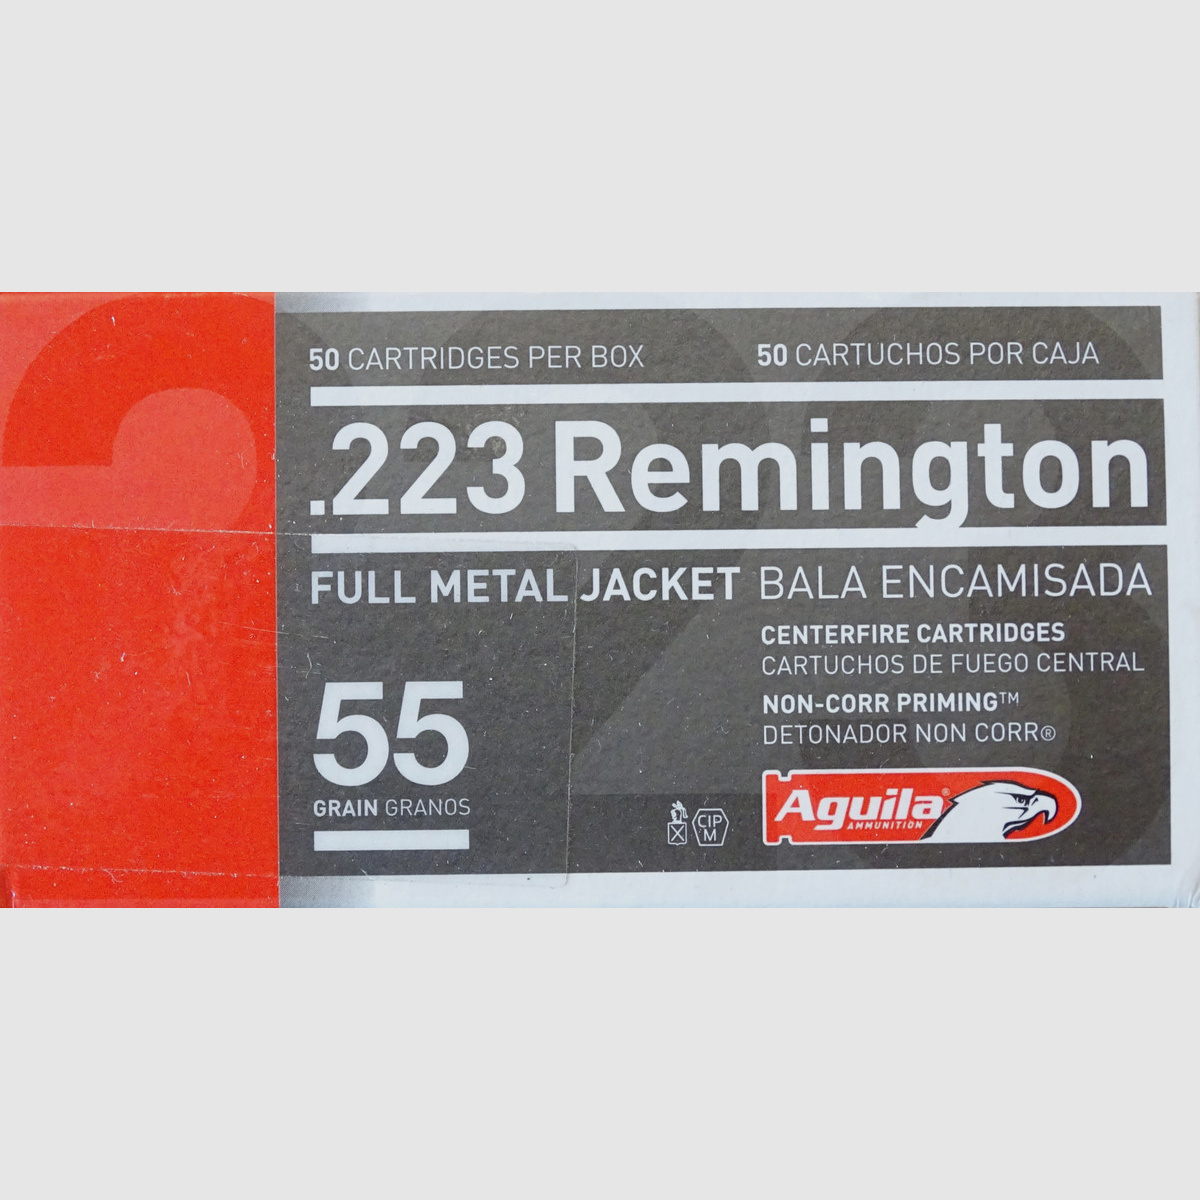 50 CARTRIDGES PER BOX 50 CARTUCHOS POR CAJA
.223 Remington
FULL METAL JACKET BALA ENCAMISADA
CENTERFIRE CARTRIDGES
CARTUCHOS DE FUEGO CENTRAL
NON-CORR PRIMING™
DETONADOR NON CORR®
55
GRAIN GRANOS
CIP
M
Aguila®
AMMUNITION